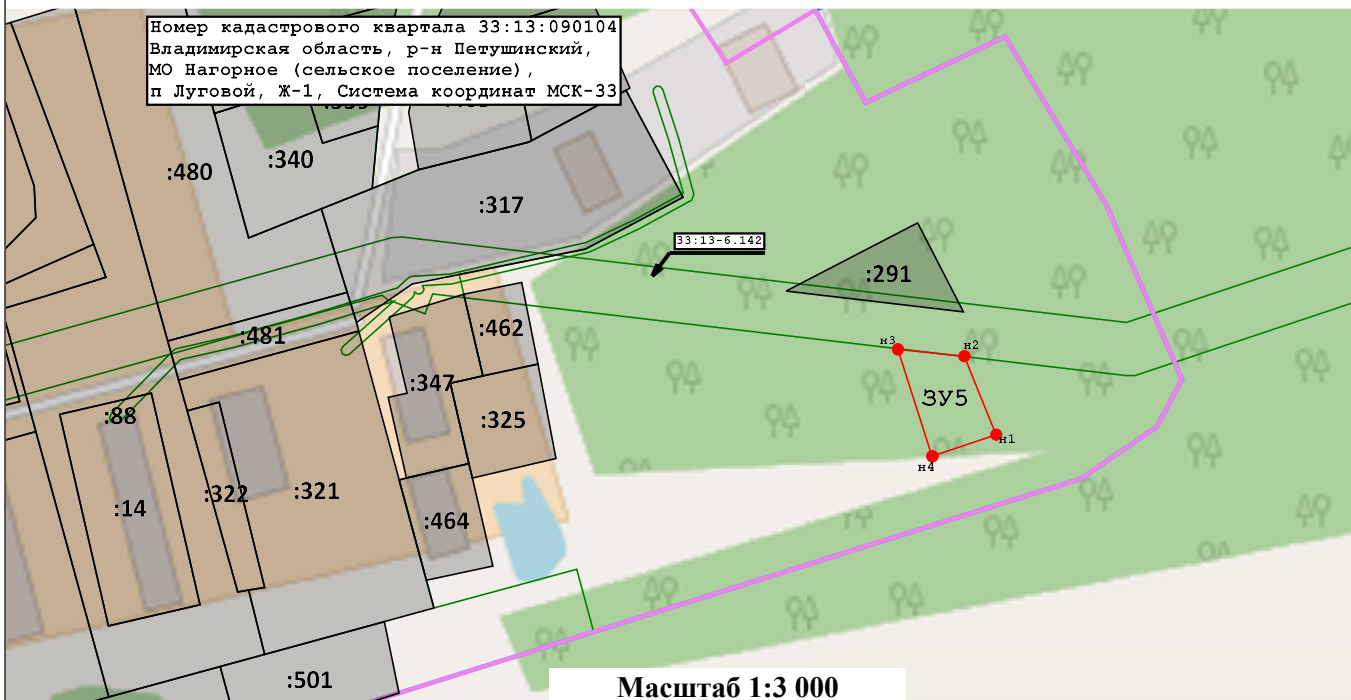 Номер кадастрового квартала 33:13:090104
Владимирская область, р-н Петушинский,
МО Нагорное (сельское поселение),
п Луговой, Ж-1, Система координат МСК-33
:480
:340
:317
33:13-6.142
:291
:481
:462
н3
н2
:347
ЗУ5
:88
:325
н1
н4
:322
:321
:14
:464
:501
Масштаб 1:3 000